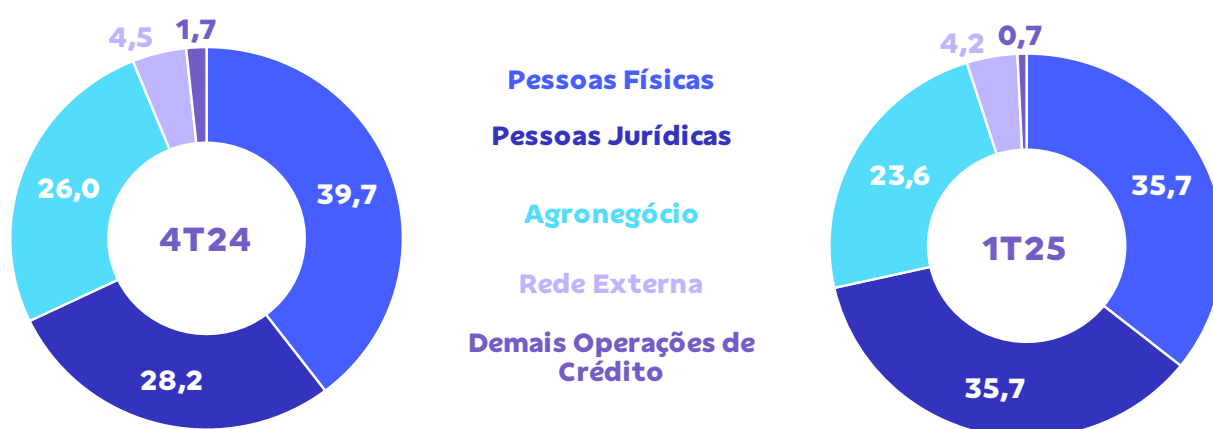 4,5
1,7
26,0
39,7
4T24
28,2
Pessoas Físicas
Pessoas Jurídicas
Agronegócio
Rede Externa
Demais Operações de
Crédito
4,2
0,7
23,6
35,7
1T25
35,7